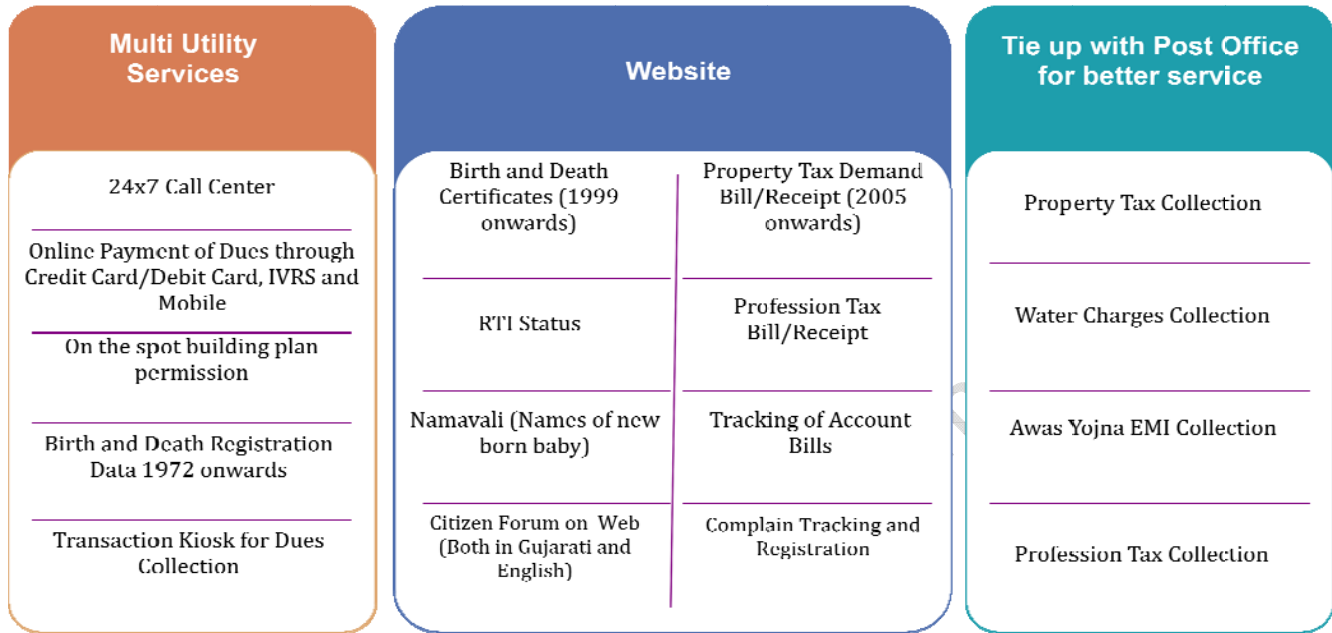 Multi Utility
Services
24x7 Call Center
Online Payment of Dues through
Credit Card/Debit Card, IVRS and
Mobile
On the spot building plan
permission
Birth and Death Registration
Data 1972 onwards
Transaction Kiosk for Dues
Collection
Website
Birth and Death
Certificates (1999
onwards)
RTI Status
Namavali (Names of new
born baby)
Citizen Forum on Web
(Both in Gujarati and
English)
Property Tax Demand
Bill/Receipt (2005
onwards)
Profession Tax
Bill/Receipt
Tracking of Account
Bills
Complain Tracking and
Registration
Tie up with Post Office
for better service
Property Tax Collection
Water Charges Collection
Awas Yojna EMI Collection
Profession Tax Collection